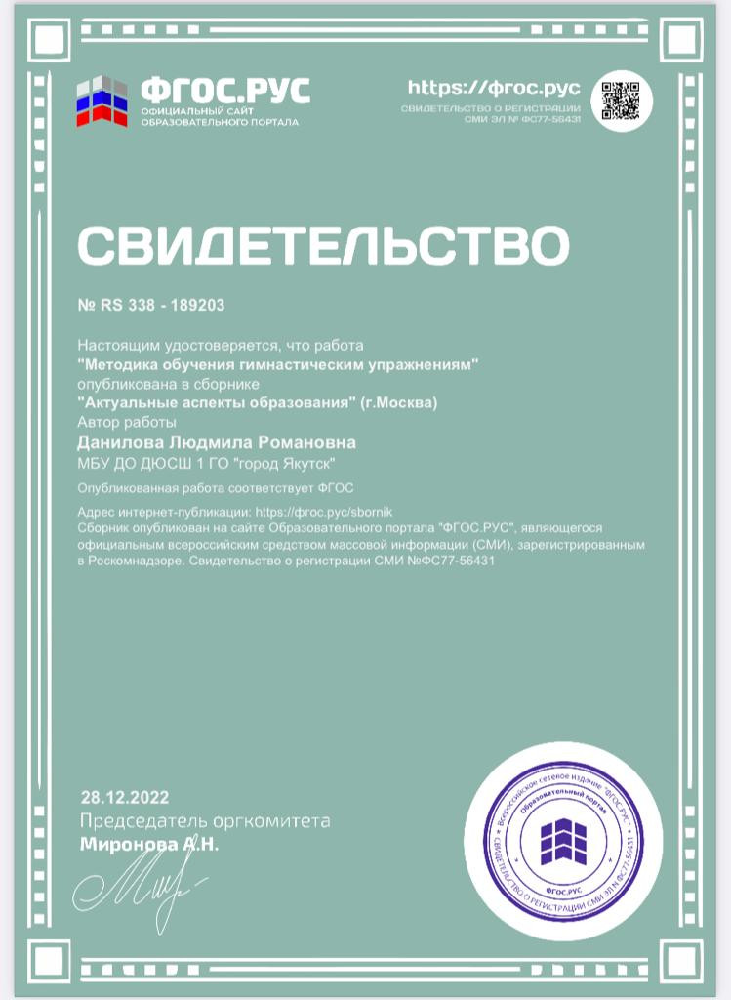 ФГОС.РУС
ОФИЦИАЛЬНЫЙ САЙТ
ОБРАЗОВАТЕЛЬНОГО ПОРТАЛА
https://фгос.рус
СВИДЕТЕЛЬСТВО О РЕГИСТРАЦИИ
СМИ ЭЛ № ФС77-56431
СВИДЕТЕЛЬСТВО
№ RS 338 - 189203
Настоящим удостоверяется, что работа
"Методика обучения гимнастическим упражнениям"
опубликована в сборнике
"Актуальные аспекты образования" (г.Москва)
Автор работы
Данилова Людмила Романовна
МБУ ДО ДЮСШ 1 ГО "город Якутск"
Опубликованная работа соответствует ФГОС
Адрес интернет-публикации: https://фгос.рус/sbornik
Сборник опубликован на сайте Образовательного портала "ФГОС.РУС", являющегося
официальным всероссийским средством массовой информации (СМИ), зарегистрированным
в Роскомнадзоре. Свидетельство о регистрации СМИ №ФС77-56431
28.12.2022
Председатель оргкомитета
Миронова А.Н.
Всероссийское сетевое издание "ФГОС.РУС"
СВИДЕТЕЛЬСТВО О РЕГИСТРАЦИИ СМИ ЭЛ № ФС 77-56431
Образовательный портал
ФГОС.РУС